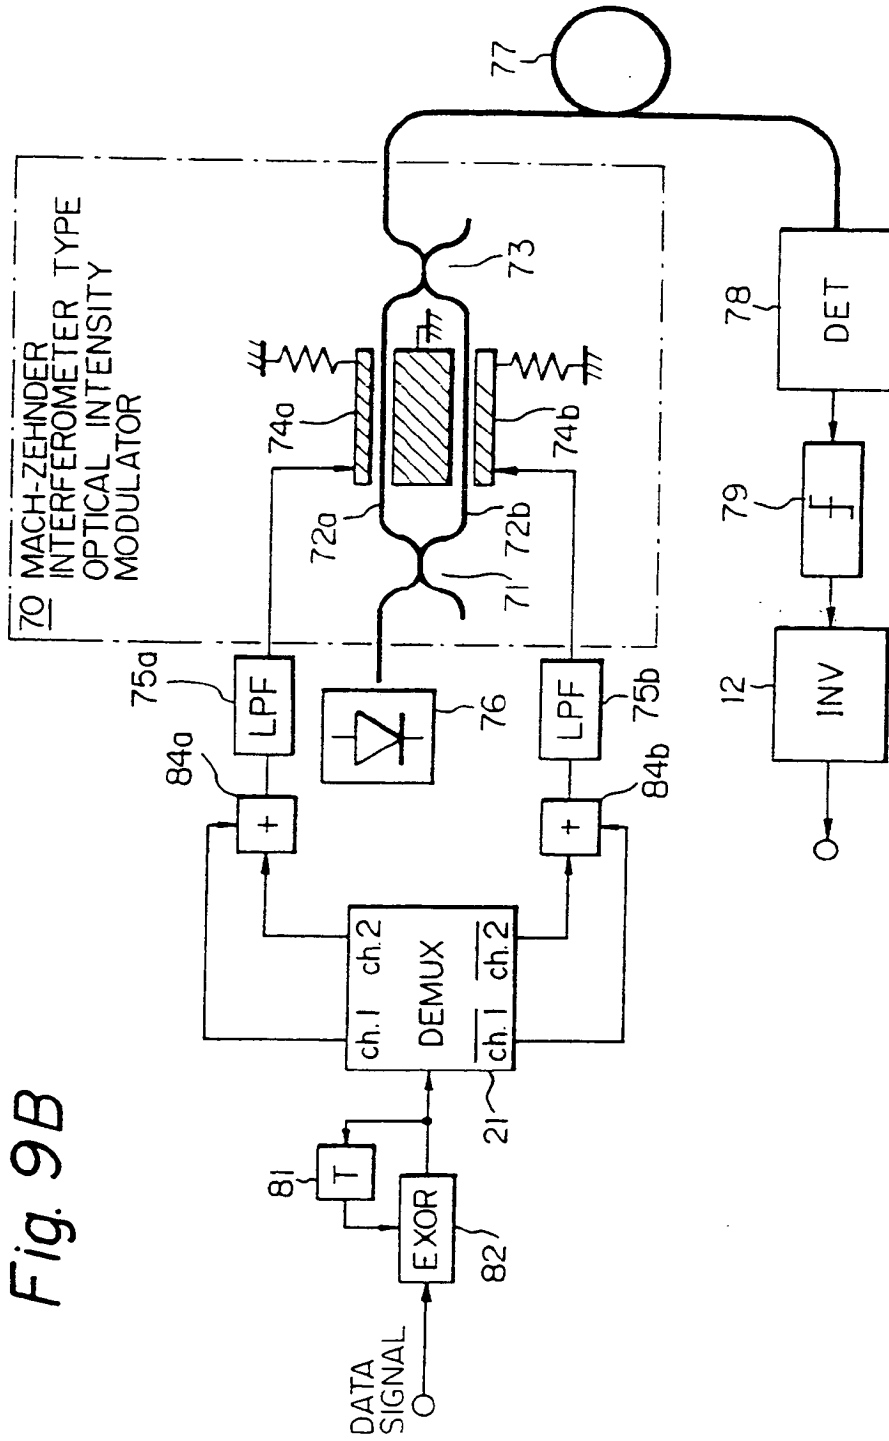 Fig. 9B
70 MACH-ZEHNDER
INTERFEROMETER TYPE
OPTICAL INTENSITY
MODULATOR
DATA
SIGNAL
EXOR
82
T
81
DEMUX
ch.1
ch.2
ch.1
ch.2
21
+
84a
+
84b
LPF
75a
LPF
75b
76
71
72a
72b
74a
74b
73
77
DET
78
79
INV
12